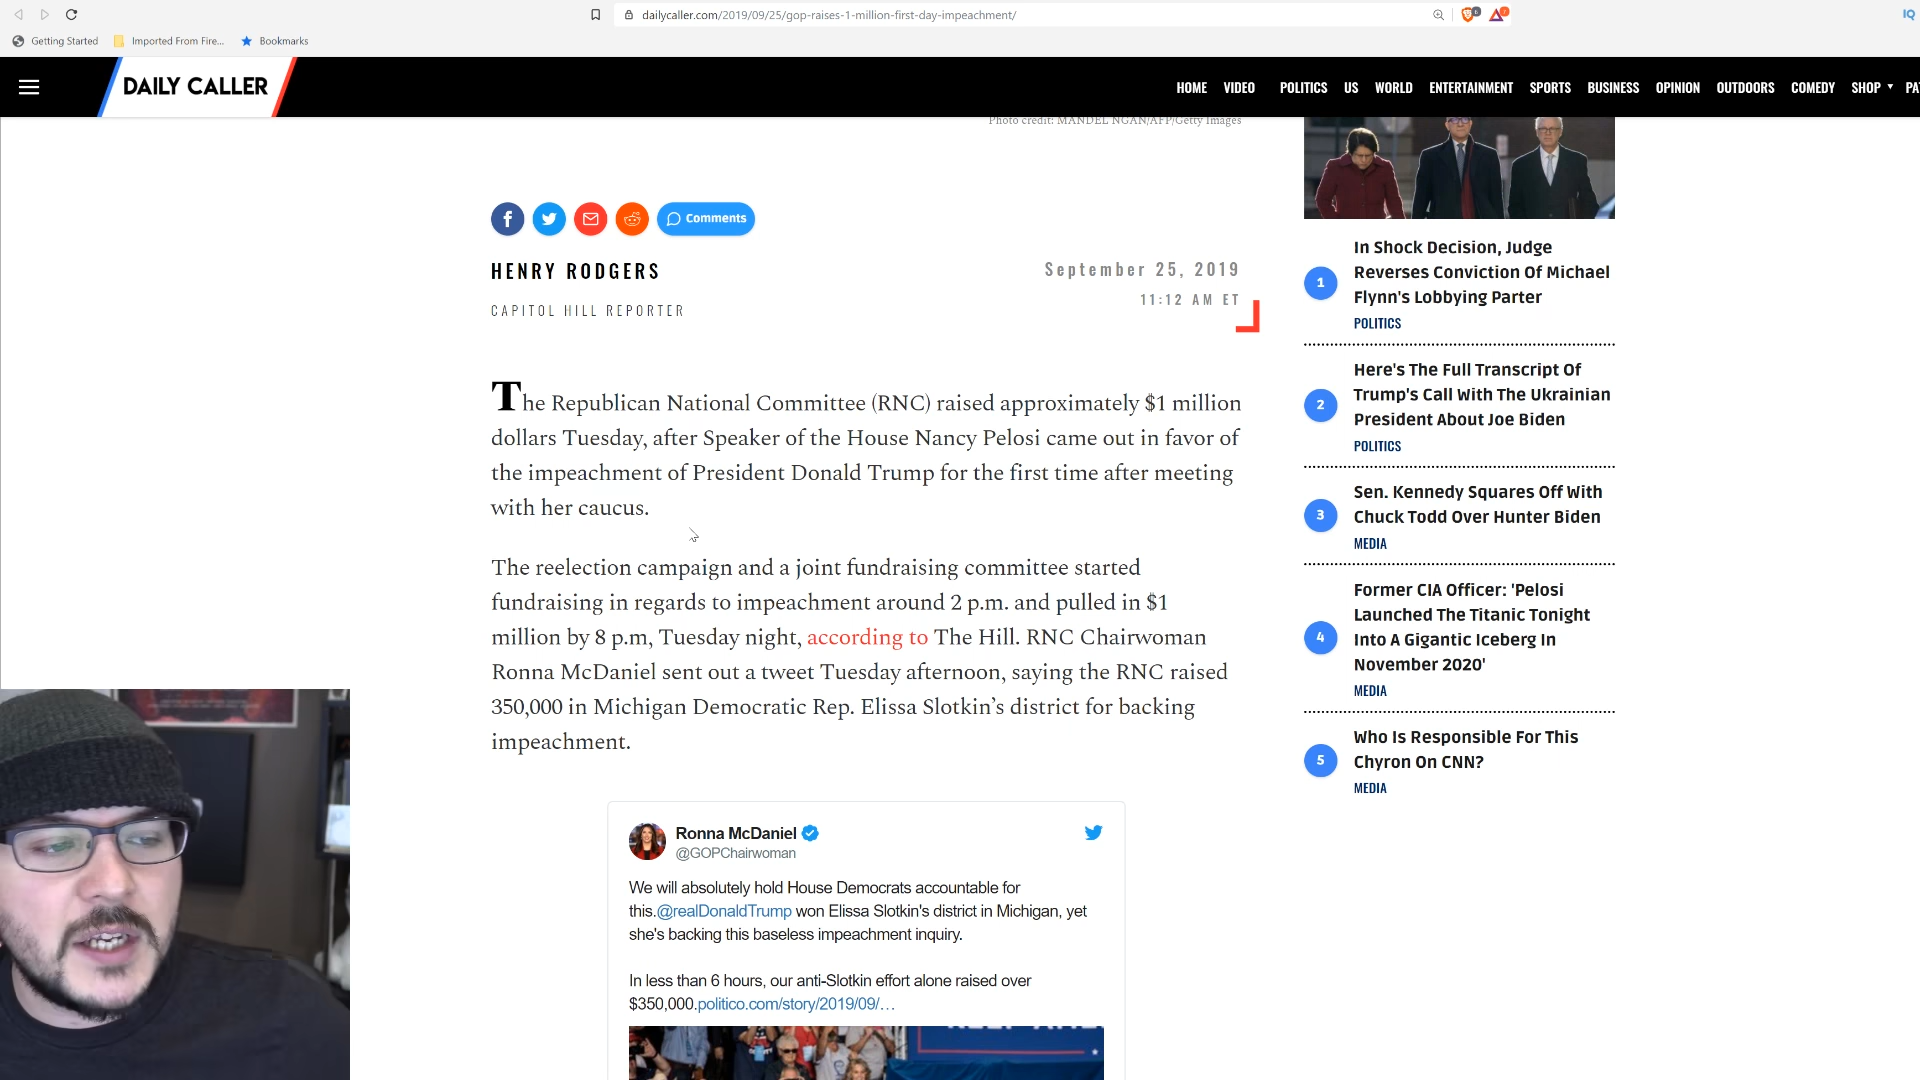 dailycaller.com/2019/09/25/gop-raises-1-million-first-day-impeachment/
IQ
Getting Started
Imported From Fire...
Bookmarks
DAILY CALLER
HOME VIDEO POLITICS US WORLD ENTERTAINMENT SPORTS BUSINESS OPINION OUTDOORS COMEDY SHOP PA
Photo credit: MANDEL NGAN/AFP/Getty Images
Comments
HENRY RODGERS
CAPITOL HILL REPORTER
September 25, 2019
11:12 AM ET
The Republican National Committee (RNC) raised approximately $1 million
dollars Tuesday, after Speaker of the House Nancy Pelosi came out in favor of
the impeachment of President Donald Trump for the first time after meeting
with her caucus.
The reelection campaign and a joint fundraising committee started
fundraising in regards to impeachment around 2 p.m. and pulled in $1
million by 8 p.m, Tuesday night, according to The Hill. RNC Chairwoman
Ronna McDaniel sent out a tweet Tuesday afternoon, saying the RNC raised
350,000 in Michigan Democratic Rep. Elissa Slotkin's district for backing
impeachment.
Ronna McDaniel
@GOPChairwoman
We will absolutely hold House Democrats accountable for
this.@realDonaldTrump won Elissa Slotkin's district in Michigan, yet
she's backing this baseless impeachment inquiry.
In less than 6 hours, our anti-Slotkin effort alone raised over
$350,000.politico.com/story/2019/09/…
1
In Shock Decision, Judge
Reverses Conviction Of Michael
Flynn's Lobbying Parter
POLITICS
2
Here's The Full Transcript Of
Trump's Call With The Ukrainian
President About Joe Biden
POLITICS
3
Sen. Kennedy Squares Off With
Chuck Todd Over Hunter Biden
MEDIA
4
Former CIA Officer: 'Pelosi
Launched The Titanic Tonight
Into A Gigantic Iceberg In
November 2020'
MEDIA
5
Who Is Responsible For This
Chyron On CNN?
MEDIA